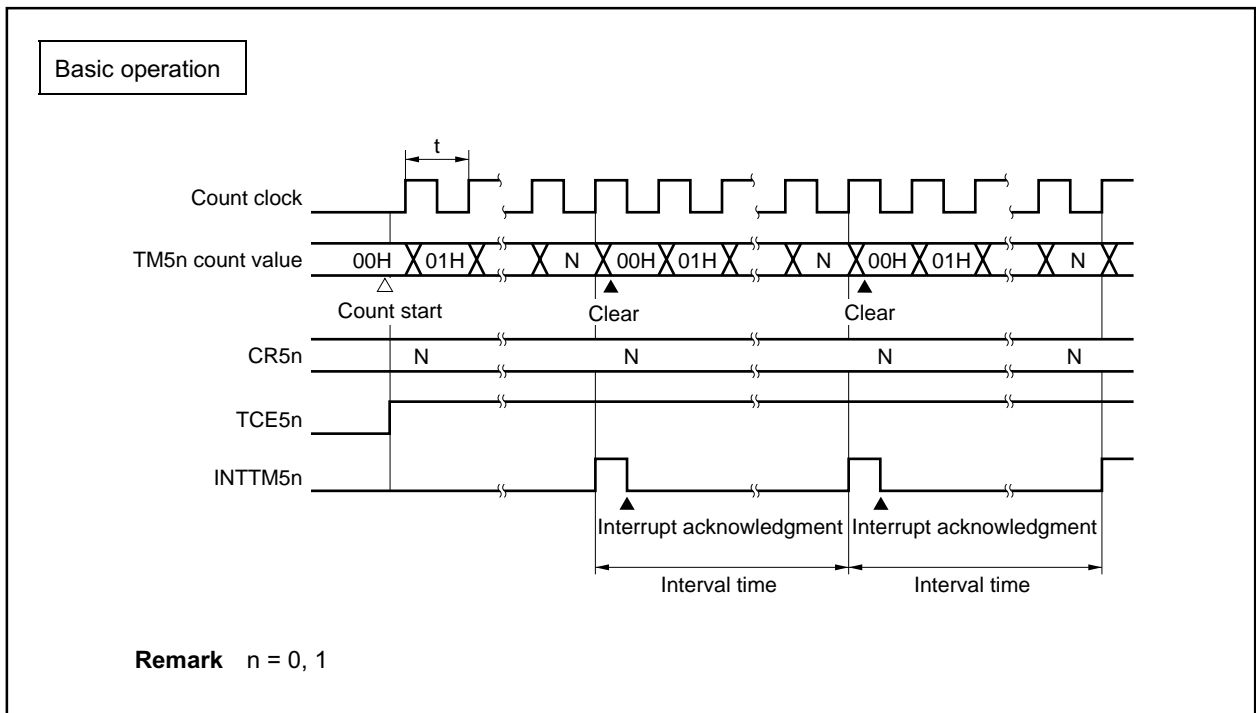 Basic operation
t
Count clock
TM5n count value 00H 01H N 00H 01H N 00H 01H N
Count start Clear Clear
CR5n N N N N
TCE5n
INTTM5n
Interrupt acknowledgment Interrupt acknowledgment
Interval time Interval time
Remark n = 0, 1